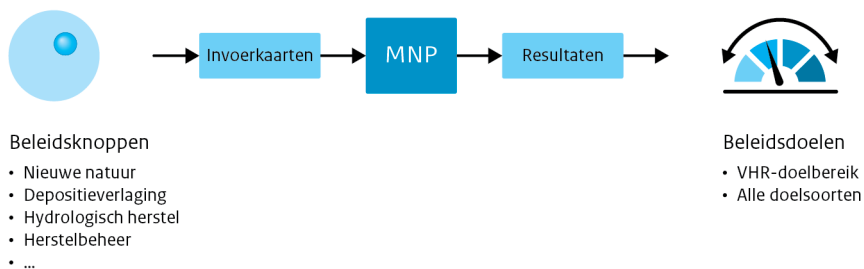 Invoerkaarten
MNP
Resultaten
Beleidsknoppen
• Nieuwe natuur
• Depositieverlaging
• Hydrologisch herstel
• Herstelbeheer
• ...
Beleidsdoelen
• VHR-doelbereik
• Alle doelsoorten